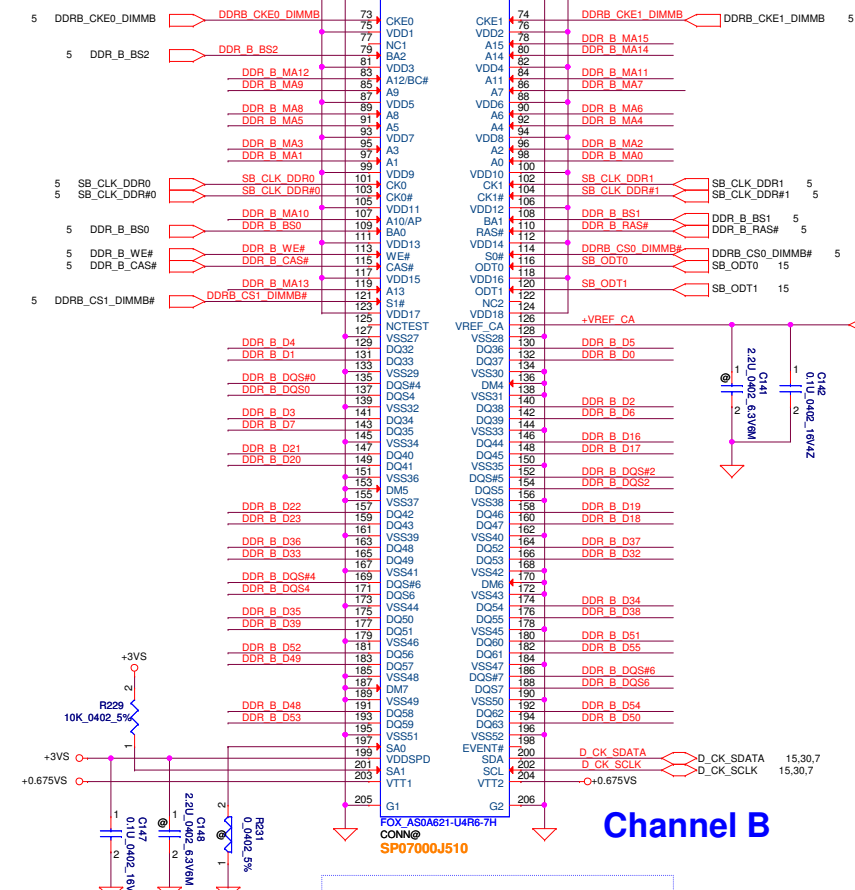 5 DDRB_CKE0_DIMMB DDRB_CKE0_DIMMB 73 CKE0 CKE1 74 DDRB_CKE1_DIMMB DDRB_CKE1_DIMMB 5
75 VDD1 VDD2 76
77 NC1 A15 78 DDR_B_MA15
5 DDR_B_BS2 DDR_B_BS2 79 BA2 A14 80 DDR_B_MA14
81 VDD3 VDD4 82
DDR_B_MA12 83 A12/BC# A11 84 DDR_B_MA11
DDR_B_MA9 85 A9 A7 86 DDR_B_MA7
87 VDD5 VDD6 88
DDR_B_MA8 89 A8 A6 90 DDR_B_MA6
DDR_B_MA5 91 A5 A4 92 DDR_B_MA4
93 VDD7 VDD8 94
DDR_B_MA3 95 A3 A2 96 DDR_B_MA2
DDR_B_MA1 97 A1 A0 98 DDR_B_MA0
99 VDD9 VDD10 100
5 SB_CLK_DDR0 SB_CLK_DDR0 101 CK0 CK1 102 SB_CLK_DDR1 SB_CLK_DDR1 5
5 SB_CLK_DDR#0 SB_CLK_DDR#0 103 CK0# CK1# 104 SB_CLK_DDR#1 SB_CLK_DDR#1 5
105 VDD11 VDD12 106
DDR_B_MA10 107 A10/AP BA1 108 DDR_B_BS1 DDR_B_BS1 5
5 DDR_B_BS0 DDR_B_BS0 109 BA0 RAS# 110 DDR_B_RAS# DDR_B_RAS# 5
111 VDD13 VDD14 112
5 DDR_B_WE# DDR_B_WE# 113 WE# S0# 114 DDRB_CS0_DIMMB# DDRB_CS0_DIMMB# 5
5 DDR_B_CAS# DDR_B_CAS# 115 CAS# ODT0 116 SB_ODT0 SB_ODT0 15
117 VDD15 VDD16 118
DDR_B_MA13 119 A13 ODT1 120 SB_ODT1 SB_ODT1 15
5 DDRB_CS1_DIMMB# DDRB_CS1_DIMMB# 121 S1# NC2 122
123 VDD17 VDD18 124
125 NCTEST VREF_CA 126 +VREF_CA
127 VSS27 VSS28 128
DDR_B_D4 129 DQ32 DQ36 130 DDR_B_D5
DDR_B_D1 131 DQ33 DQ37 132 DDR_B_D0
133 VSS29 VSS30 134
DDR_B_DQS#0 135 DQS#4 DM4 136
DDR_B_DQS0 137 DQS4 VSS31 138
139 VSS32 DQ38 140 DDR_B_D2
DDR_B_D3 141 DQ34 DQ39 142 DDR_B_D6
DDR_B_D7 143 DQ35 VSS33 144
145 VSS34 DQ44 146 DDR_B_D16
DDR_B_D21 147 DQ40 DQ45 148 DDR_B_D17
DDR_B_D20 149 DQ41 VSS35 150
151 VSS36 DQS#5 152 DDR_B_DQS#2
153 DM5 DQS5 154 DDR_B_DQS2
155 VSS37 VSS38 156
DDR_B_D22 157 DQ42 DQ46 158 DDR_B_D19
DDR_B_D23 159 DQ43 DQ47 160 DDR_B_D18
161 VSS39 VSS40 162
DDR_B_D36 163 DQ48 DQ52 164 DDR_B_D37
DDR_B_D33 165 DQ49 DQ53 166 DDR_B_D32
167 VSS41 VSS42 168
DDR_B_DQS#4 169 DQS#6 DM6 170
DDR_B_DQS4 171 DQS6 VSS43 172
173 VSS44 DQ54 174 DDR_B_D34
DDR_B_D35 175 DQ50 DQ55 176 DDR_B_D38
DDR_B_D39 177 DQ51 VSS45 178
179 VSS46 DQ60 180 DDR_B_D51
DDR_B_D52 181 DQ56 DQ61 182 DDR_B_D55
DDR_B_D49 183 DQ57 VSS47 184
185 VSS48 DQS#7 186 DDR_B_DQS#6
187 DM7 DQS7 188 DDR_B_DQS6
189 VSS49 VSS50 190
DDR_B_D48 191 DQ58 DQ62 192 DDR_B_D54
DDR_B_D53 193 DQ59 DQ63 194 DDR_B_D50
195 VSS51 VSS52 196
197 SA0 EVENT# 198
+3VS 199 VDDSPD SDA 200 D_CK_SDATA D_CK_SDATA 15,30,7
201 SA1 SCL 202 D_CK_SCLK D_CK_SCLK 15,30,7
+0.675VS 203 VTT1 VTT2 204 +0.675VS
205 G1 G2 206
FOX_AS0A621-U4R6-7H
CONN@
SP07000J510
Channel B
@ 1 2 C141
2.2U_0402_6.3V6M
1 2 C142
0.1U_0402_16V4Z
+3VS
2
R229
10K_0402_5%
1
1 2 C147
0.1U_0402_16V
@ 1 2 C148
2.2U_0402_6.3V6M
@ 2 1 R231
0_0402_5%